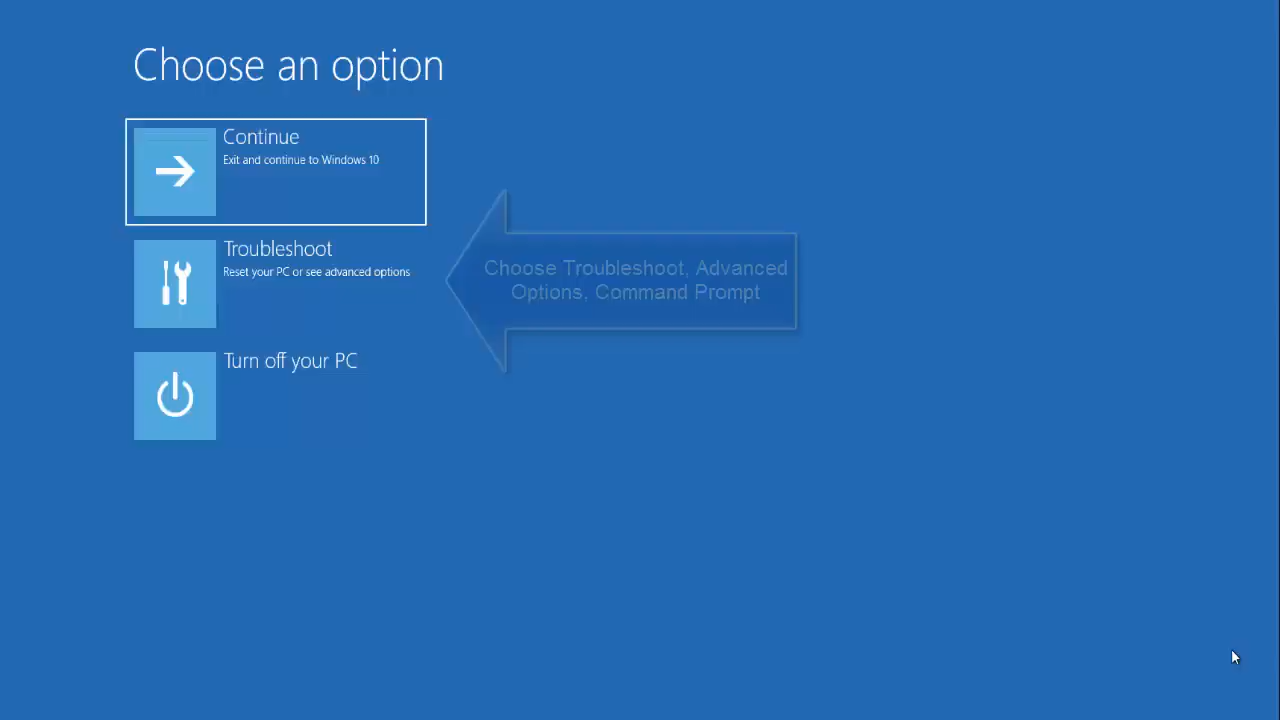 Choose an option
Continue
Exit and continue to Windows 10
Troubleshoot
Reset your PC or see advanced options
Choose Troubleshoot, Advanced
Options, Command Prompt
Turn off your PC